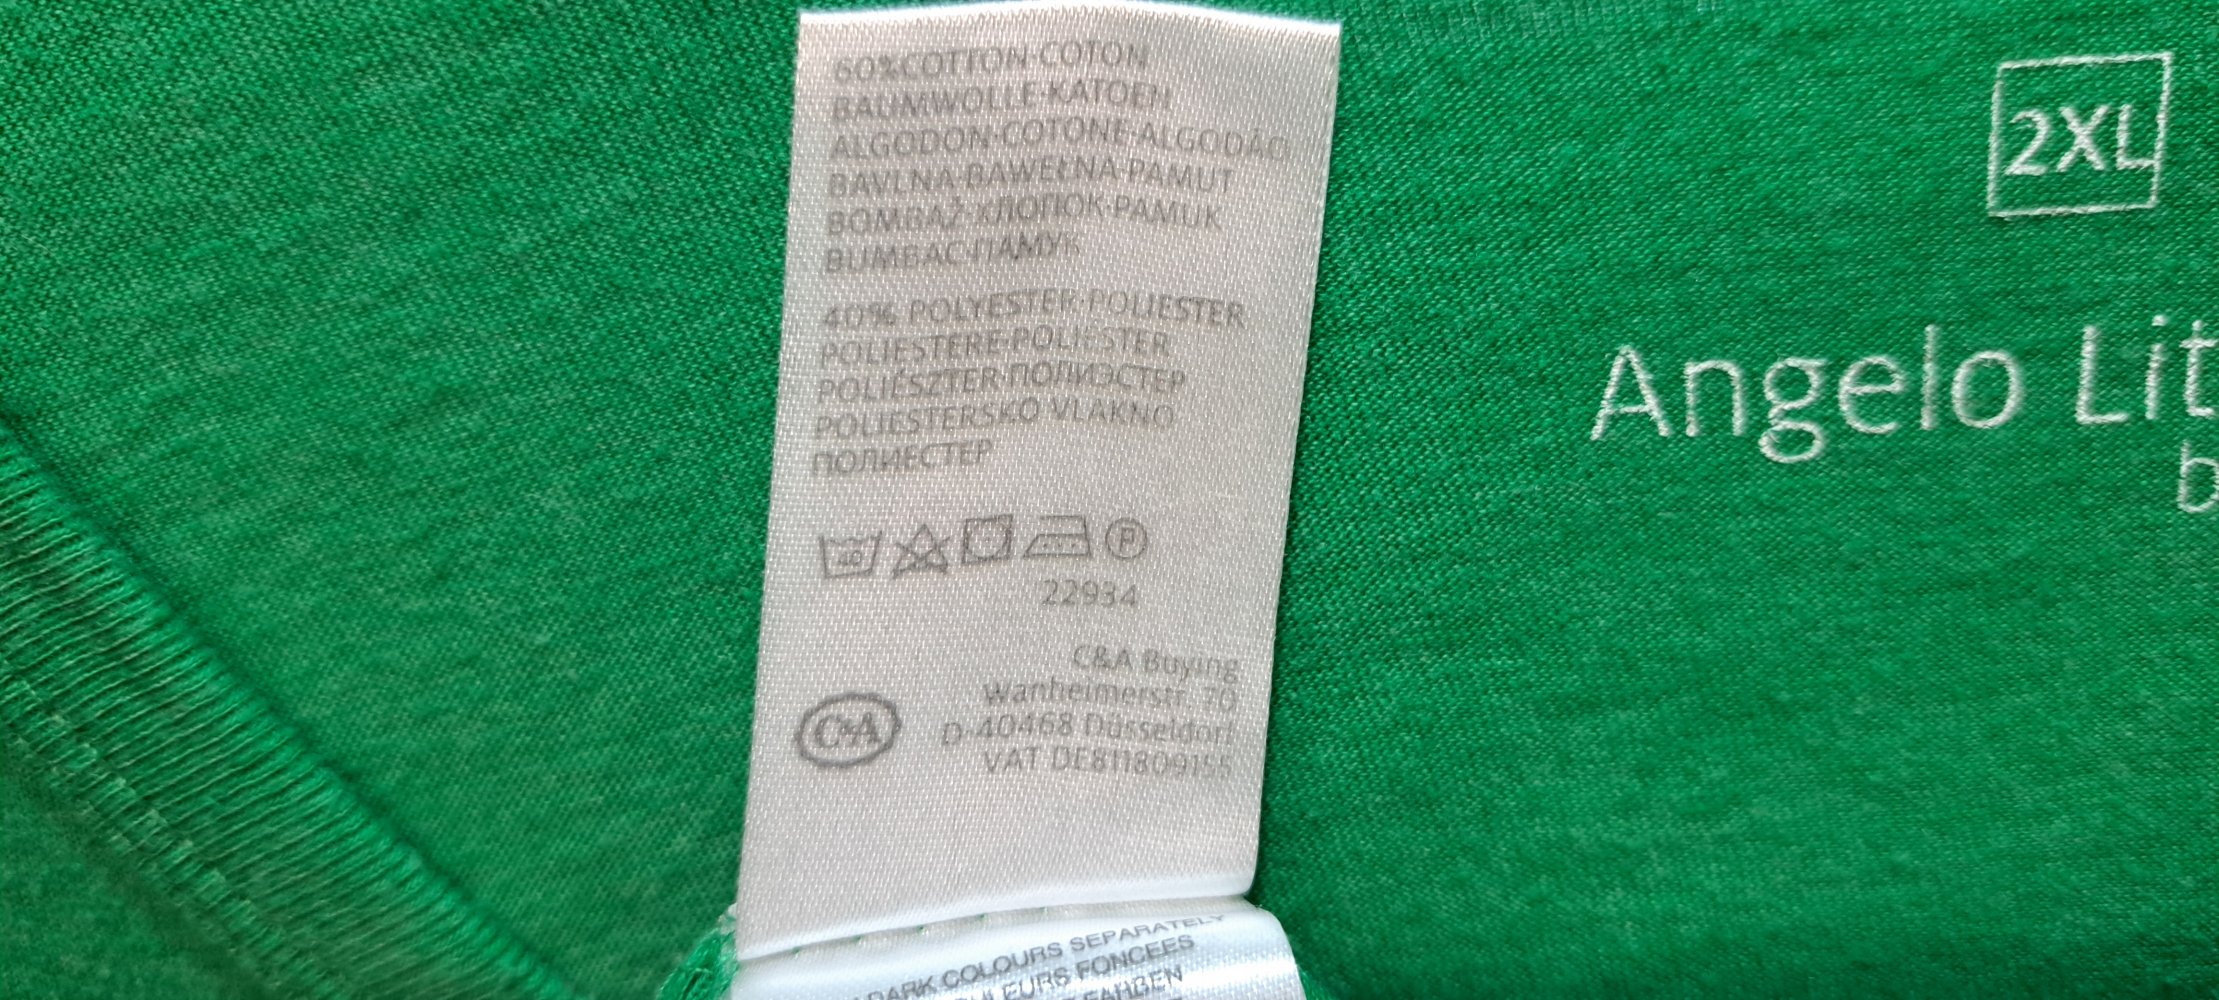 60%COTTON·COTON
BAUMWOLLE·KATOEN
ALGODON·COTONE·ALGODÃO
BAVLNA·BAWEŁNA·PAMUT
BOMBAŽ·ХЛОПОК·PAMUK
BUMBAC·ПАМУК
40% POLYESTER·POLIESTER
POLIESTERE·POLIÉSTER
POLIÉSZTER·ПОЛИЭСТЕР
POLIESTERSKO VLAKNO
ПОЛИЕСТЕР
40
P
22934
C&A Buying
Wanheimerstr. 70
D-40468 Düsseldorf
VAT DE811809155
C&A
DARK COLOURS SEPARATELY
FONCEES
FARBEN
2XL
Angelo Lit
b